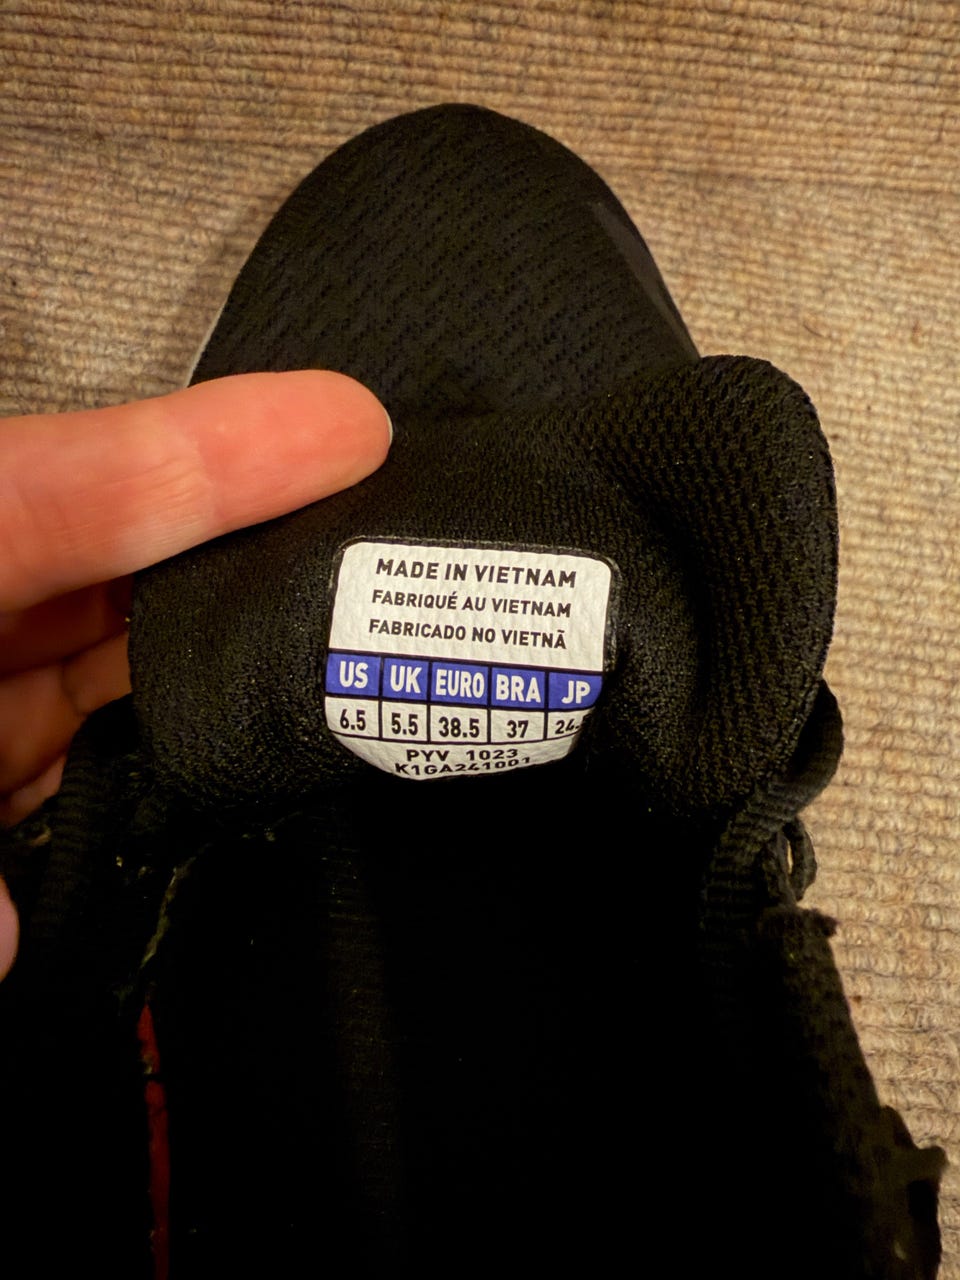 MADE IN VIETNAM
FABRIQUÉ AU VIETNAM
FABRICADO NO VIETNÃ
US UK EURO BRA JP
6.5 5.5 38.5 37
PYV 1023
K1GA241001